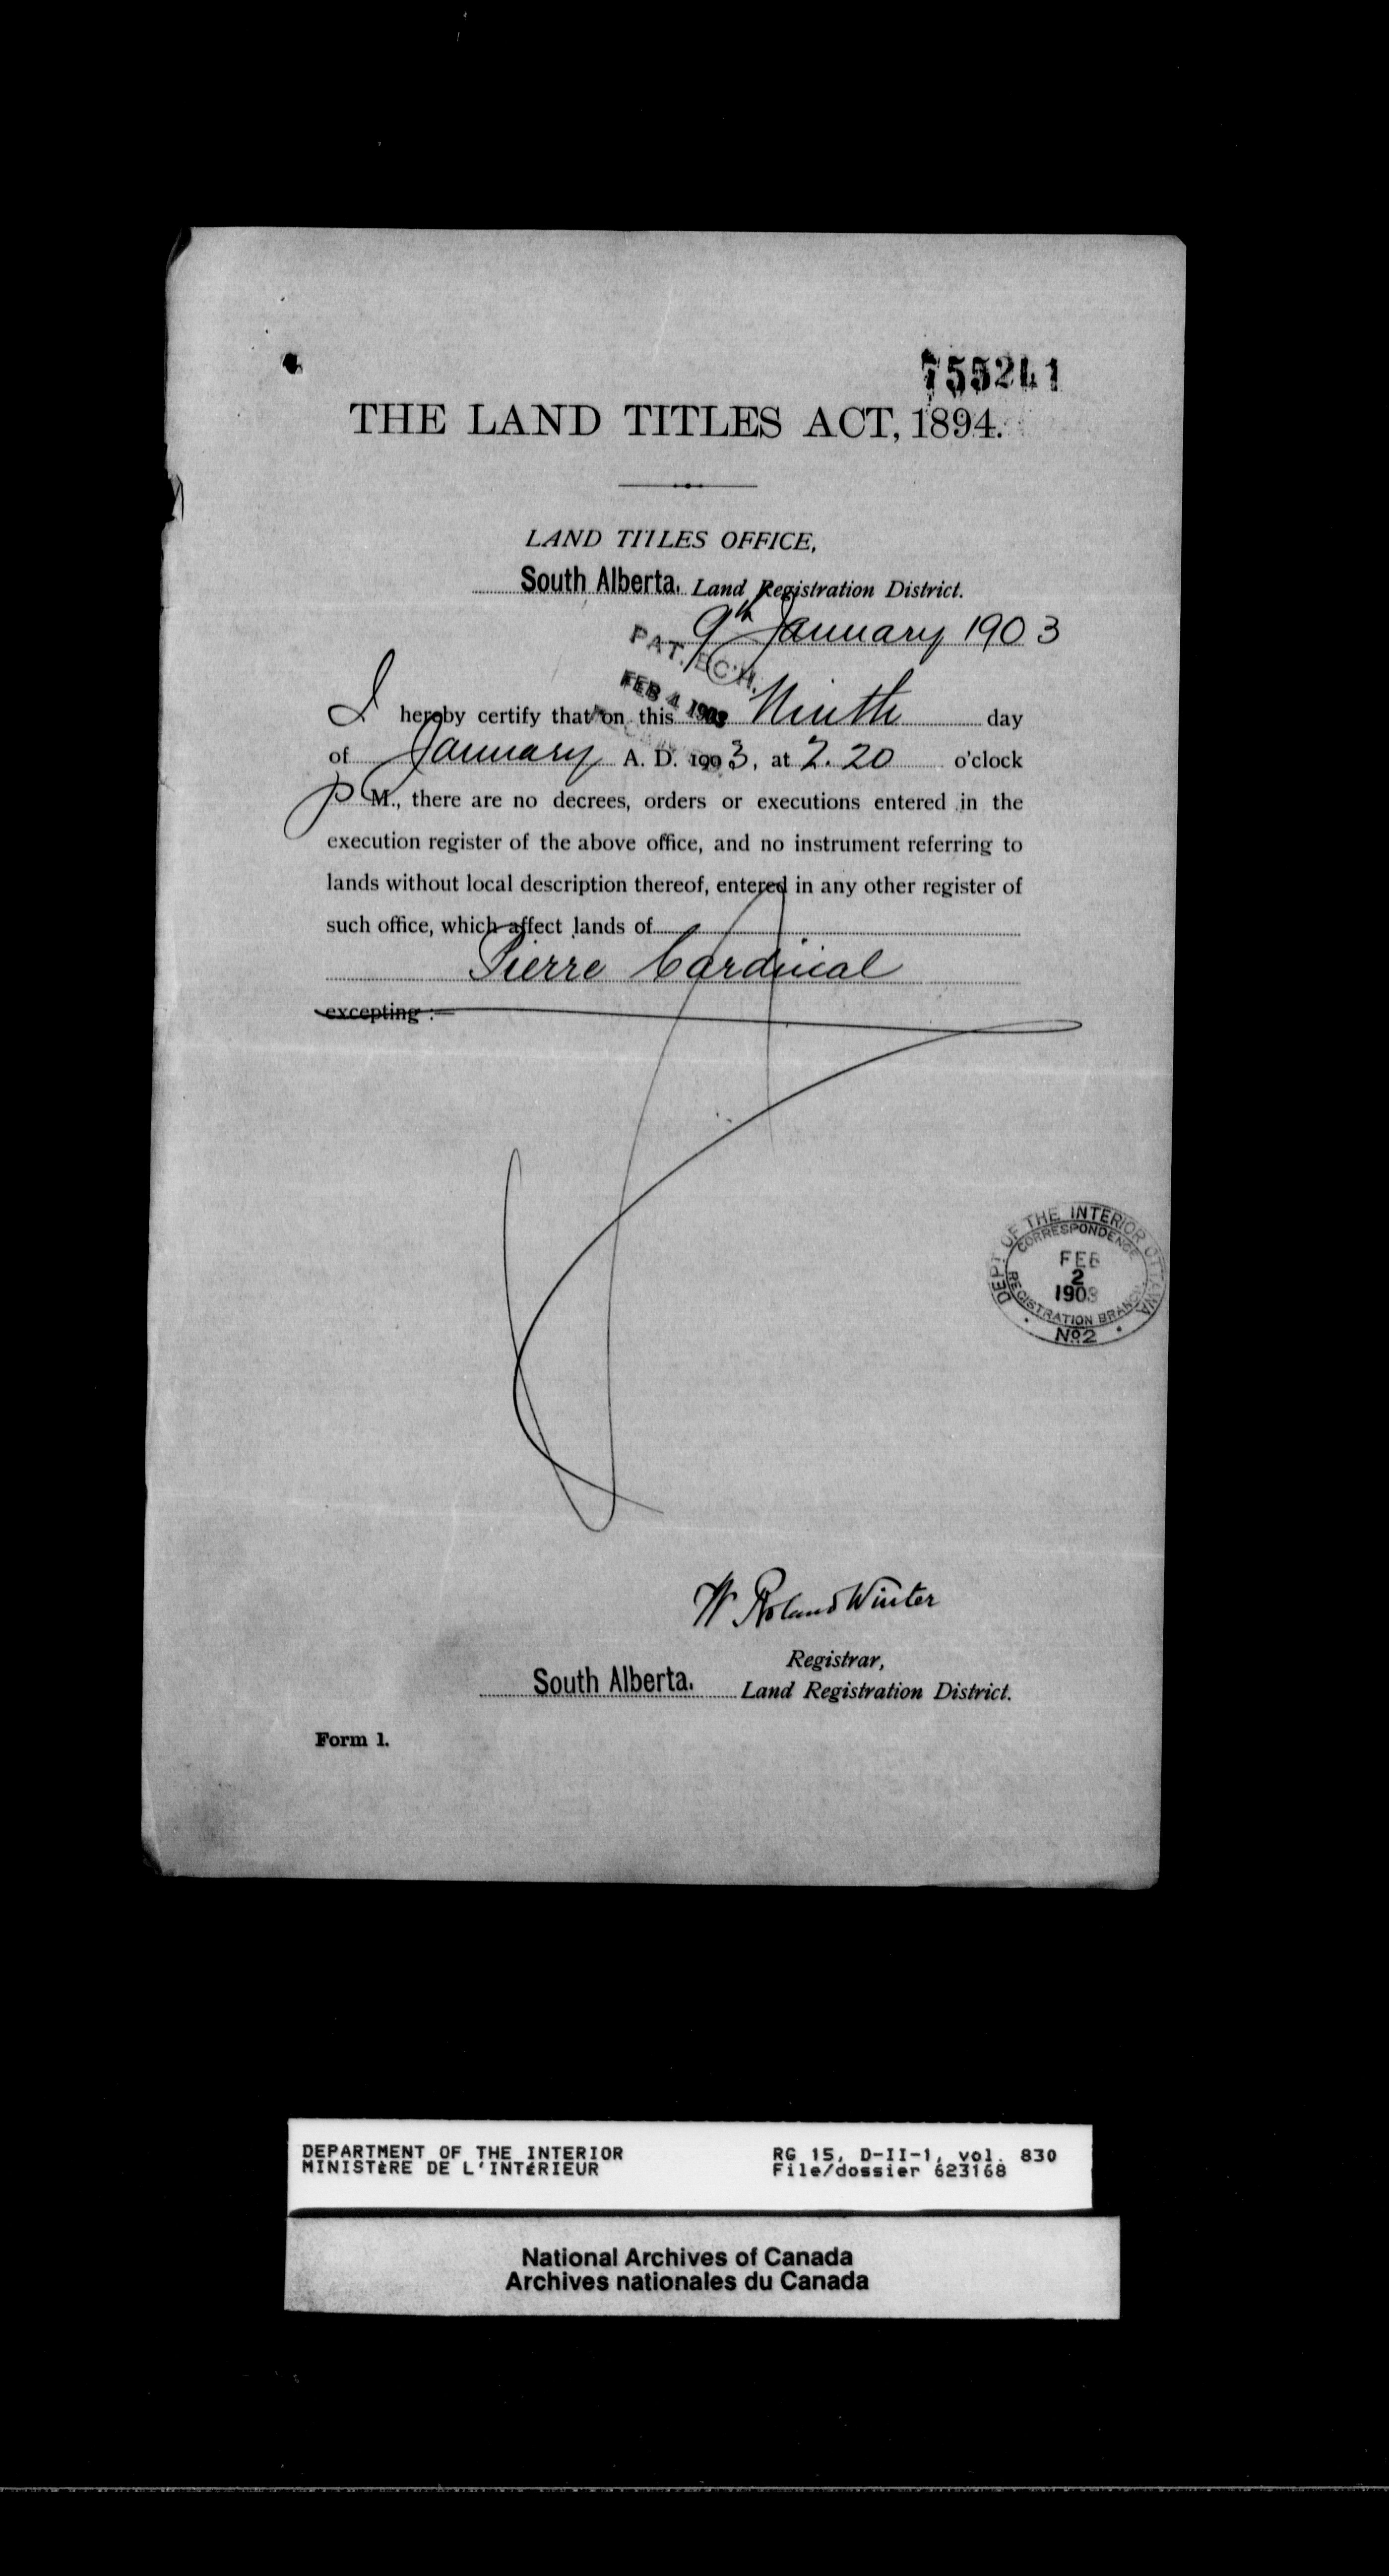 755241
THE LAND TITLES ACT, 1894.
LAND TITLES OFFICE,
South Alberta. Land Registration District.
9th January 1903
PAT. BCH.
FEB 4 1903
I hereby certify that on this Ninth day
of January A. D. 1903, at 2.20 o'clock
P M., there are no decrees, orders or executions entered in the
execution register of the above office, and no instrument referring to
lands without local description thereof, entered in any other register of
such office, which affect lands of
Pierre Cardinal
excepting :—
DEPT OF THE INTERIOR OTTAWA
CORRESPONDENCE
FEB
2
1903
REGISTRATION BRANCH
No 2
W Roland Winter
Registrar,
South Alberta. Land Registration District.
Form 1.
DEPARTMENT OF THE INTERIOR RG 15, D-II-1, vol. 830
MINISTÈRE DE L'INTÉRIEUR File/dossier 623168
National Archives of Canada
Archives nationales du Canada